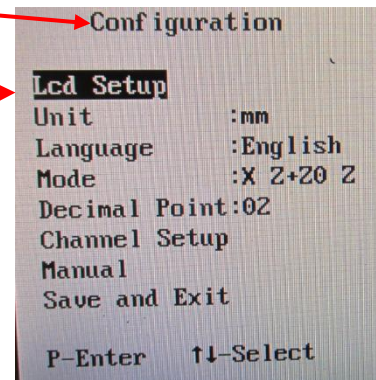 Configuration
Lcd Setup
Unit :mm
Language :English
Mode :X Z+Z0 Z
Decimal Point:02
Channel Setup
Manual
Save and Exit
P-Enter ↑↓-Select